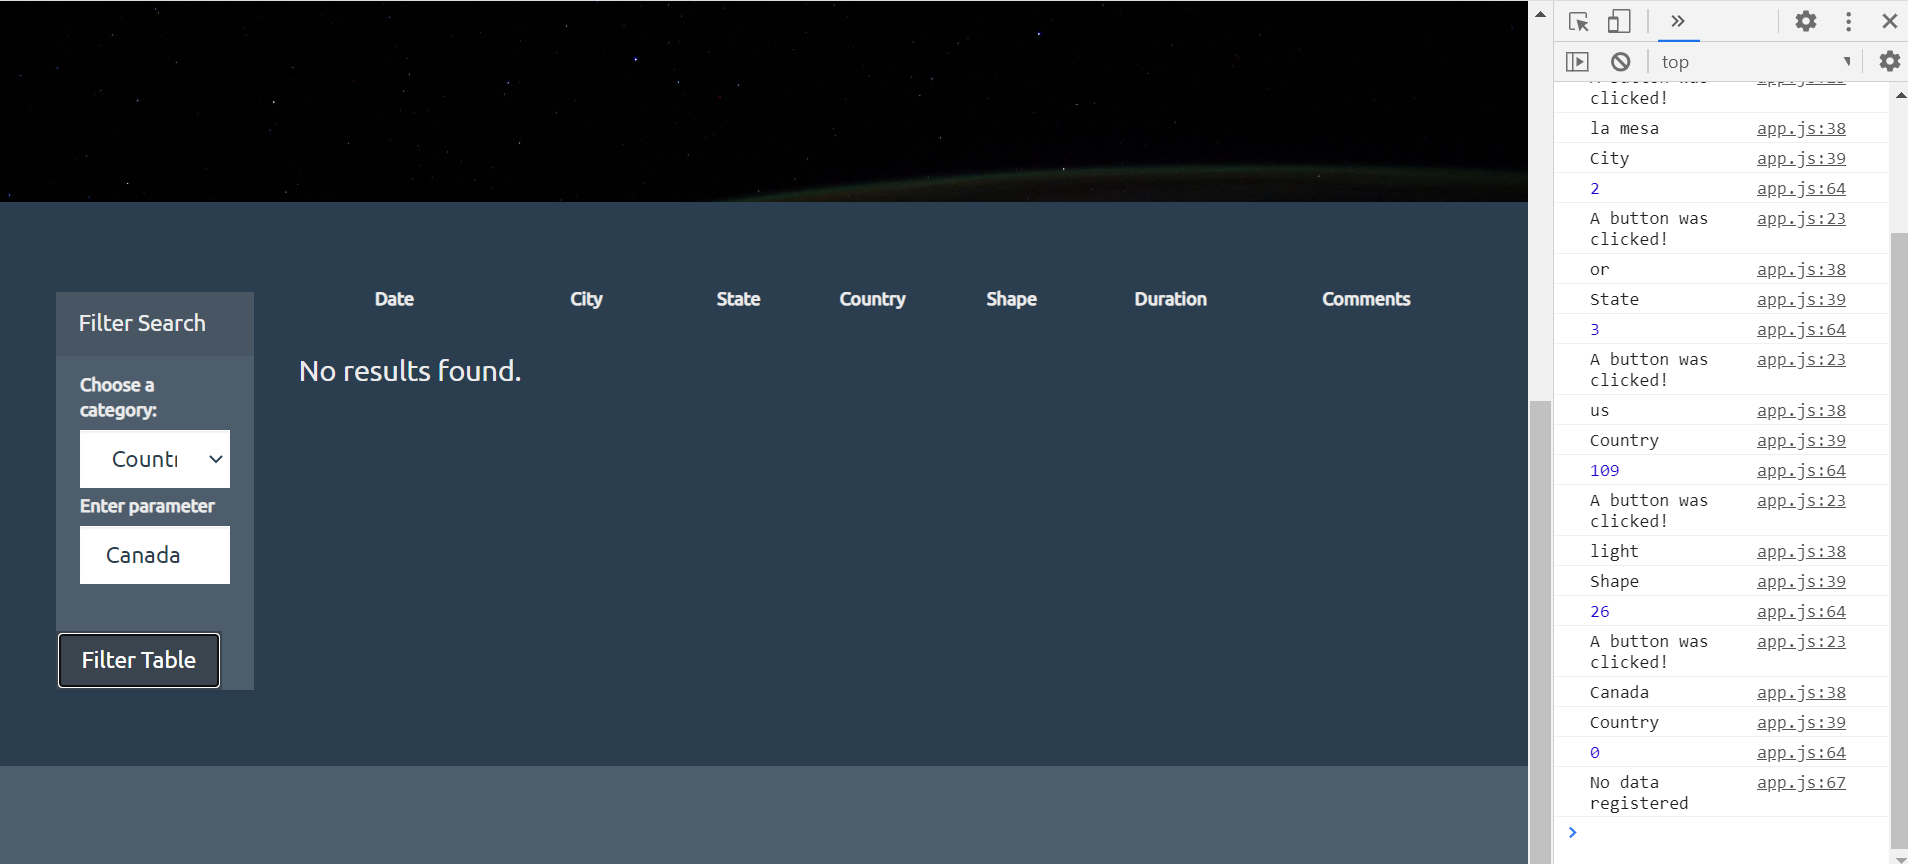 Date City State Country Shape Duration Comments
Filter Search
No results found.
Choose a
category:
Countr
Enter parameter
Canada
Filter Table
top
clicked!
la mesa app.js:38
City app.js:39
2 app.js:64
A button was app.js:23
clicked!
or app.js:38
State app.js:39
3 app.js:64
A button was app.js:23
clicked!
us app.js:38
Country app.js:39
109 app.js:64
A button was app.js:23
clicked!
light app.js:38
Shape app.js:39
26 app.js:64
A button was app.js:23
clicked!
Canada app.js:38
Country app.js:39
0 app.js:64
No data app.js:67
registered